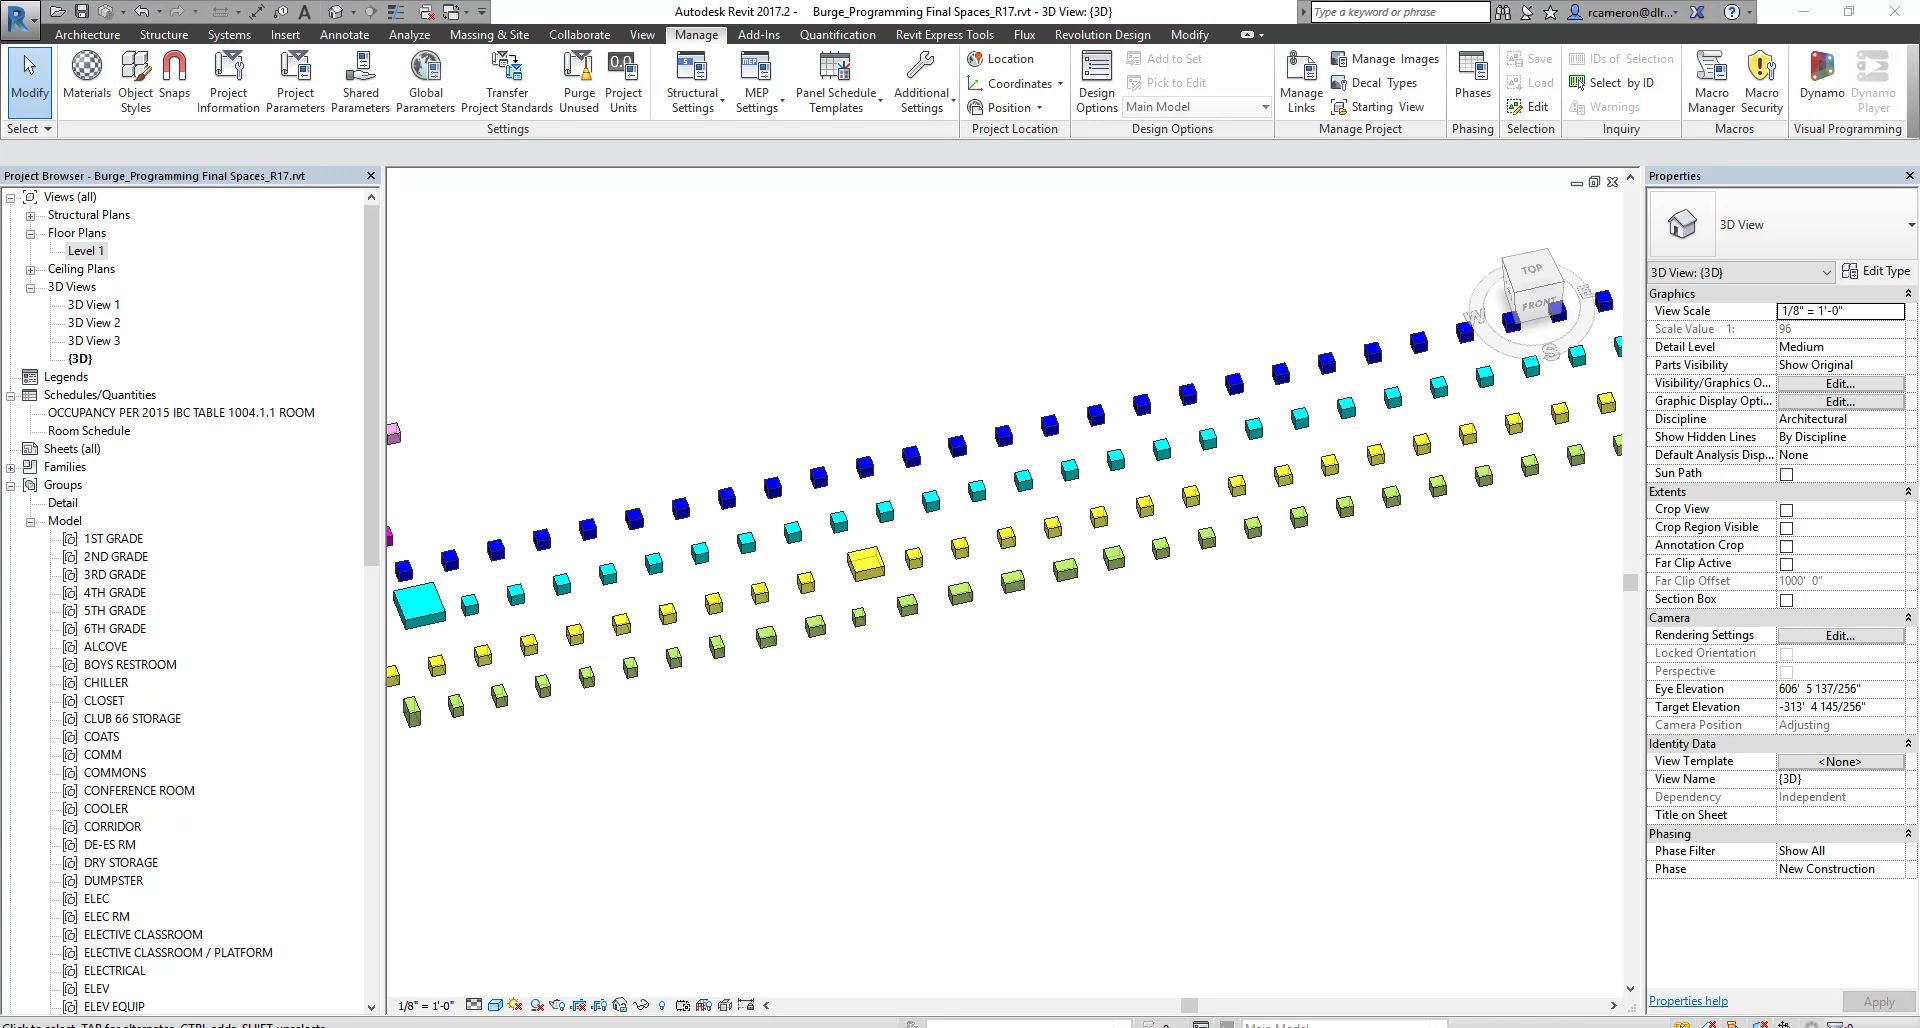 Autodesk Revit 2017.2 - Burge_Programming Final Spaces_R17.rvt - 3D View: {3D}
Type a keyword or phrase
rcameron@dlr...
Architecture Structure Systems Insert Annotate Analyze Massing & Site Collaborate View Manage Add-Ins Quantification Revit Express Tools Flux Revolution Design Modify
Modify
Materials
Object Styles
Snaps
Project Information
Project Parameters
Shared Parameters
Global Parameters
Transfer Project Standards
Purge Unused
Project Units
Structural Settings
MEP Settings
Panel Schedule Templates
Additional Settings
Location
Coordinates
Position
Design Options
Add to Set
Pick to Edit
Main Model
Manage Links
Manage Images
Decal Types
Starting View
Phases
Save
Load
Edit
IDs of Selection
Select by ID
Warnings
Macro Manager
Macro Security
Dynamo
Dynamo Player
Select
Settings
Project Location
Design Options
Manage Project
Phasing
Selection
Inquiry
Macros
Visual Programming
Project Browser - Burge_Programming Final Spaces_R17.rvt
Views (all)
Structural Plans
Floor Plans
Level 1
Ceiling Plans
3D Views
3D View 1
3D View 2
3D View 3
{3D}
Legends
Schedules/Quantities
OCCUPANCY PER 2015 IBC TABLE 1004.1.1 ROOM
Room Schedule
Sheets (all)
Families
Groups
Detail
Model
1ST GRADE
2ND GRADE
3RD GRADE
4TH GRADE
5TH GRADE
6TH GRADE
ALCOVE
BOYS RESTROOM
CHILLER
CLOSET
CLUB 66 STORAGE
COATS
COMM
COMMONS
CONFERENCE ROOM
COOLER
CORRIDOR
DE-ES RM
DRY STORAGE
DUMPSTER
ELEC
ELEC RM
ELECTIVE CLASSROOM
ELECTIVE CLASSROOM / PLATFORM
ELECTRICAL
ELEV
ELEV EQUIP
TOP
FRONT
W
S
E
1/8" = 1'-0"
Properties
3D View
3D View: {3D}
Edit Type
Graphics
View Scale 1/8" = 1'-0"
Scale Value 1: 96
Detail Level Medium
Parts Visibility Show Original
Visibility/Graphics O... Edit...
Graphic Display Opti... Edit...
Discipline Architectural
Show Hidden Lines By Discipline
Default Analysis Disp... None
Sun Path
Extents
Crop View
Crop Region Visible
Annotation Crop
Far Clip Active
Far Clip Offset 1000' 0"
Section Box
Camera
Rendering Settings Edit...
Locked Orientation
Perspective
Eye Elevation 606' 5 137/256"
Target Elevation -313' 4 145/256"
Camera Position Adjusting
Identity Data
View Template <None>
View Name {3D}
Dependency Independent
Title on Sheet
Phasing
Phase Filter Show All
Phase New Construction
Properties help
Apply
Click to select, TAB for alternates, CTRL adds, SHIFT unselects.
Main Model